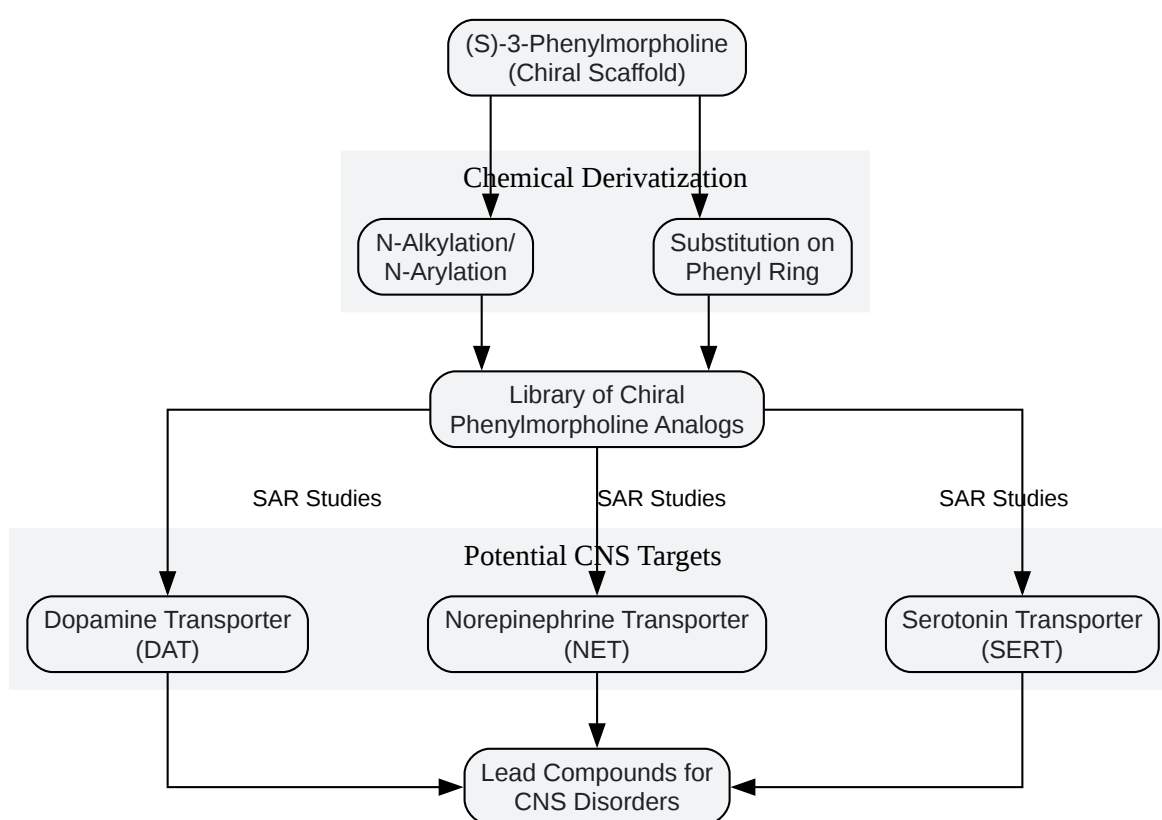 (S)-3-Phenylmorpholine
(Chiral Scaffold)
Chemical Derivatization
N-Alkylation/
N-Arylation
Substitution on
Phenyl Ring
Library of Chiral
Phenylmorpholine Analogs
SAR Studies
SAR Studies
SAR Studies
Potential CNS Targets
Dopamine Transporter
(DAT)
Norepinephrine Transporter
(NET)
Serotonin Transporter
(SERT)
Lead Compounds for
CNS Disorders